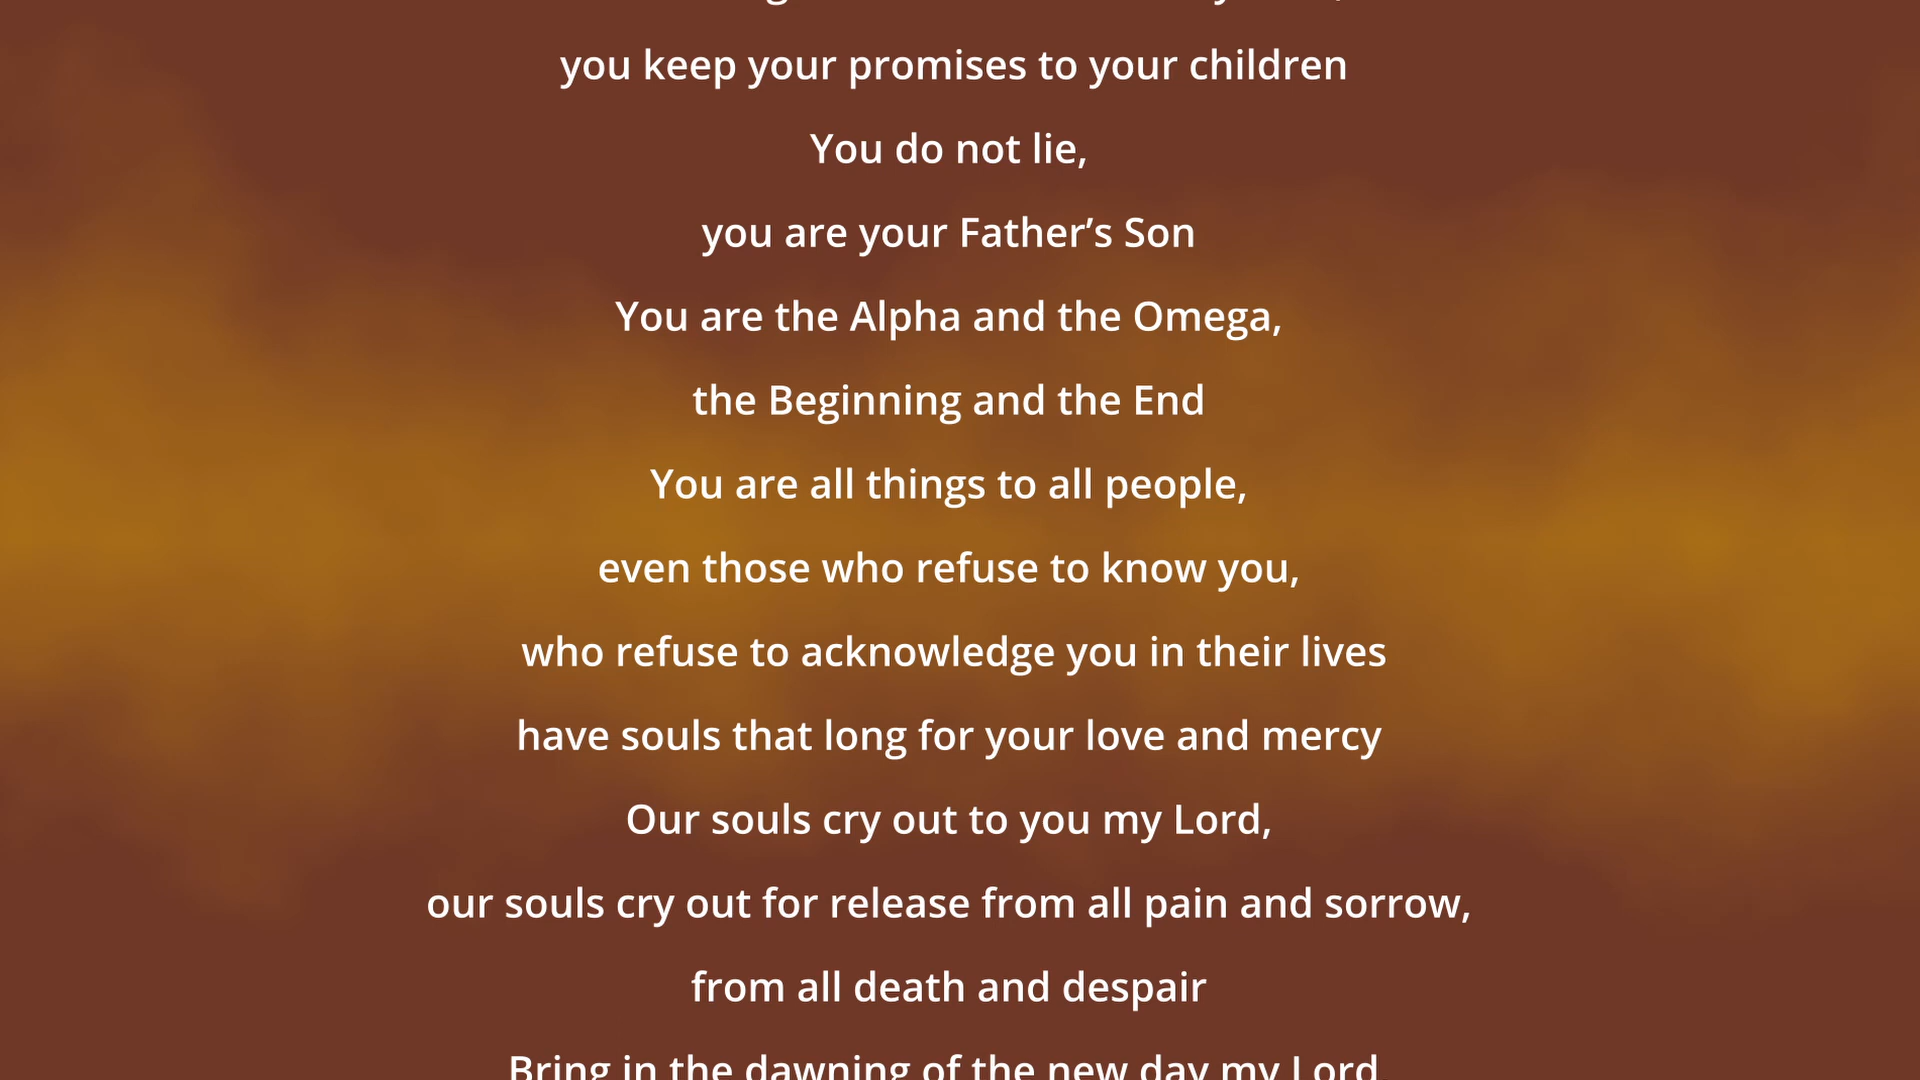 you keep your promises to your children
You do not lie,
you are your Father’s Son
You are the Alpha and the Omega,
the Beginning and the End
You are all things to all people,
even those who refuse to know you,
who refuse to acknowledge you in their lives
have souls that long for your love and mercy
Our souls cry out to you my Lord,
our souls cry out for release from all pain and sorrow,
from all death and despair
Bring in the dawning of the new day my Lord